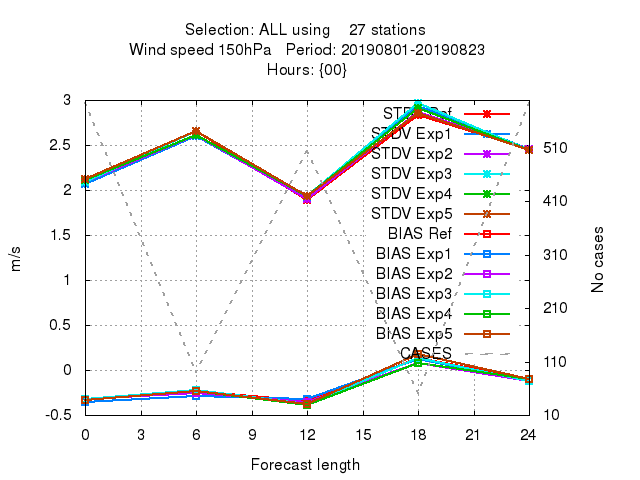 Selection: ALL using    27 stations
Wind speed 150hPa   Period: 20190801-20190823
Hours: {00}
3
2.5
2
1.5
1
0.5
0
-0.5
m/s
STDV Ref
STDV Exp1
STDV Exp2
STDV Exp3
STDV Exp4
STDV Exp5
BIAS Ref
BIAS Exp1
BIAS Exp2
BIAS Exp3
BIAS Exp4
BIAS Exp5
CASES
510
410
310
210
110
10
No cases
0 3 6 9 12 15 18 21 24
Forecast length